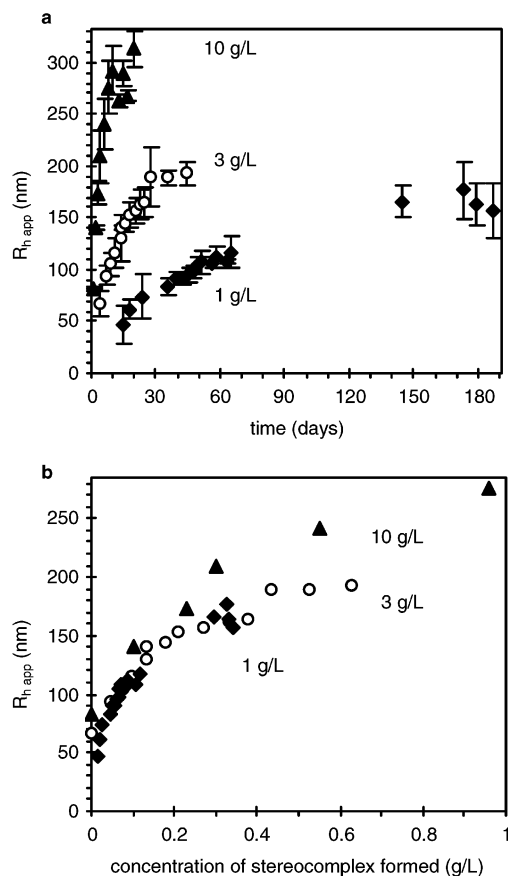 a
300
250
200
150
100
50
0
R h app (nm)
10 g/L
3 g/L
1 g/L
0 30 60 90 120 150 180
time (days)
b
250
200
150
100
50
0
R h app (nm)
10 g/L
3 g/L
1 g/L
0 0.2 0.4 0.6 0.8 1
concentration of stereocomplex formed (g/L)